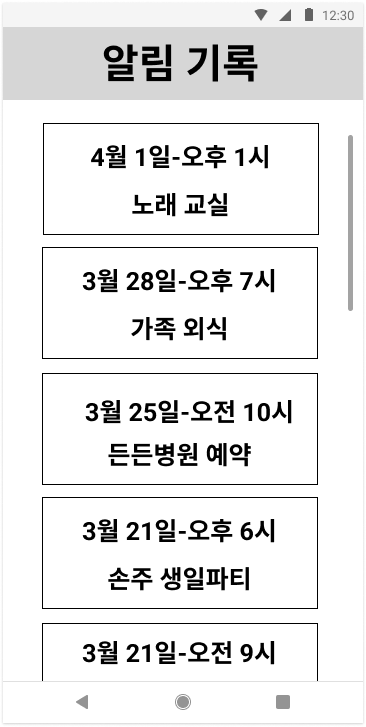 12:30
알림 기록
4월 1일-오후 1시
노래 교실
3월 28일-오후 7시
가족 외식
3월 25일-오전 10시
든든병원 예약
3월 21일-오후 6시
손주 생일파티
3월 21일-오전 9시